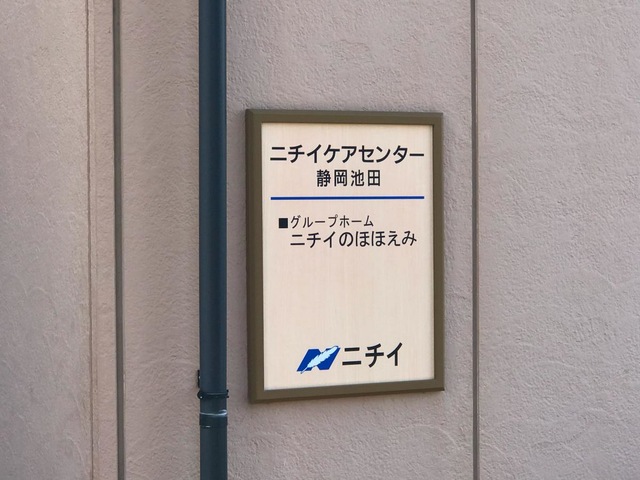 ニチイケアセンター
静岡池田
■グループホーム
ニチイのほほえみ
ニチイ